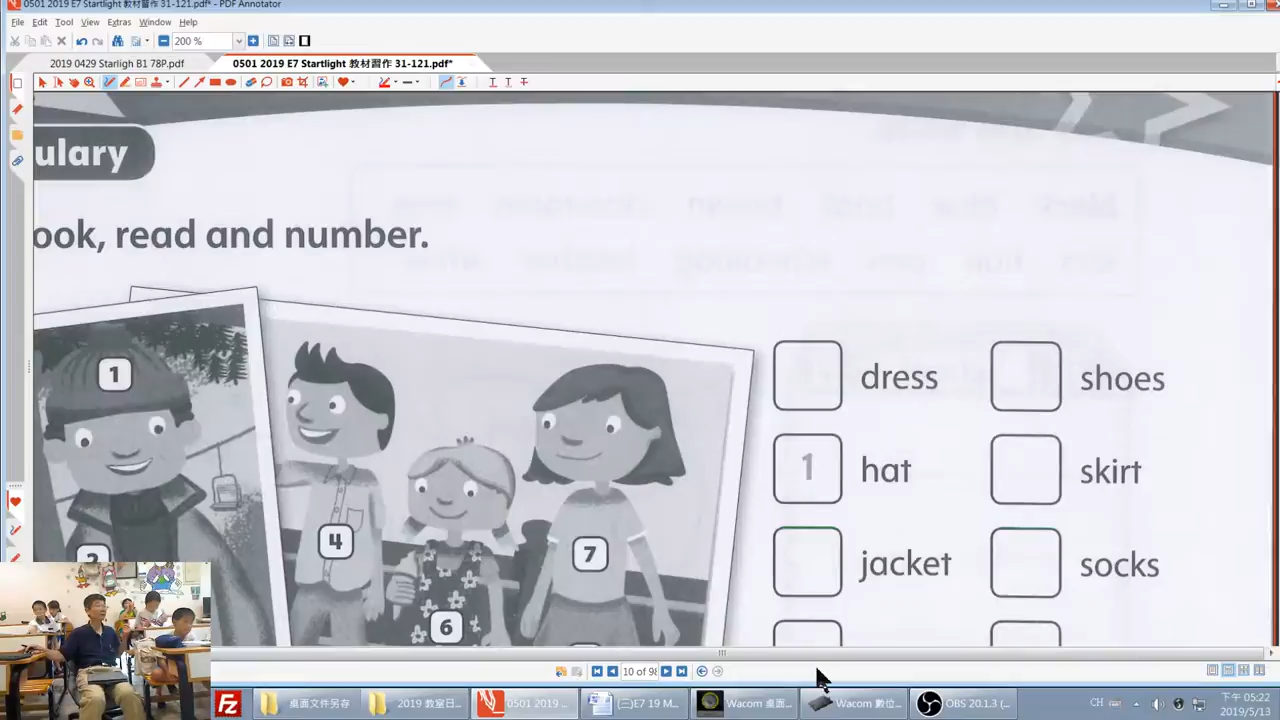 0501 2019 E7 Startlight 教材習作 31-121.pdf* - PDF Annotator
File Edit Tool View Extras Window Help
200 %
2019 0429 Starligh B1 78P.pdf
0501 2019 E7 Startlight 教材習作 31-121.pdf*
ulary
ook, read and number.
1
2
4
6
7
dress
shoes
1 hat
skirt
jacket
socks
10 of 98
桌面文件另存
2019 教室日...
0501 2019 ...
(三)E7 19 M...
Wacom 桌面...
Wacom 數位...
OBS 20.1.3 (...
CH
下午 05:22
2019/5/13